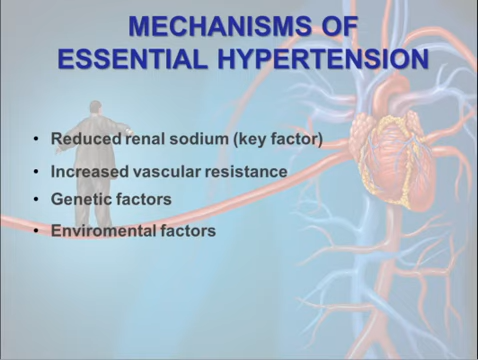 MECHANISMS OF
ESSENTIAL HYPERTENSION
• Reduced renal sodium (key factor)
• Increased vascular resistance
• Genetic factors
• Enviromental factors